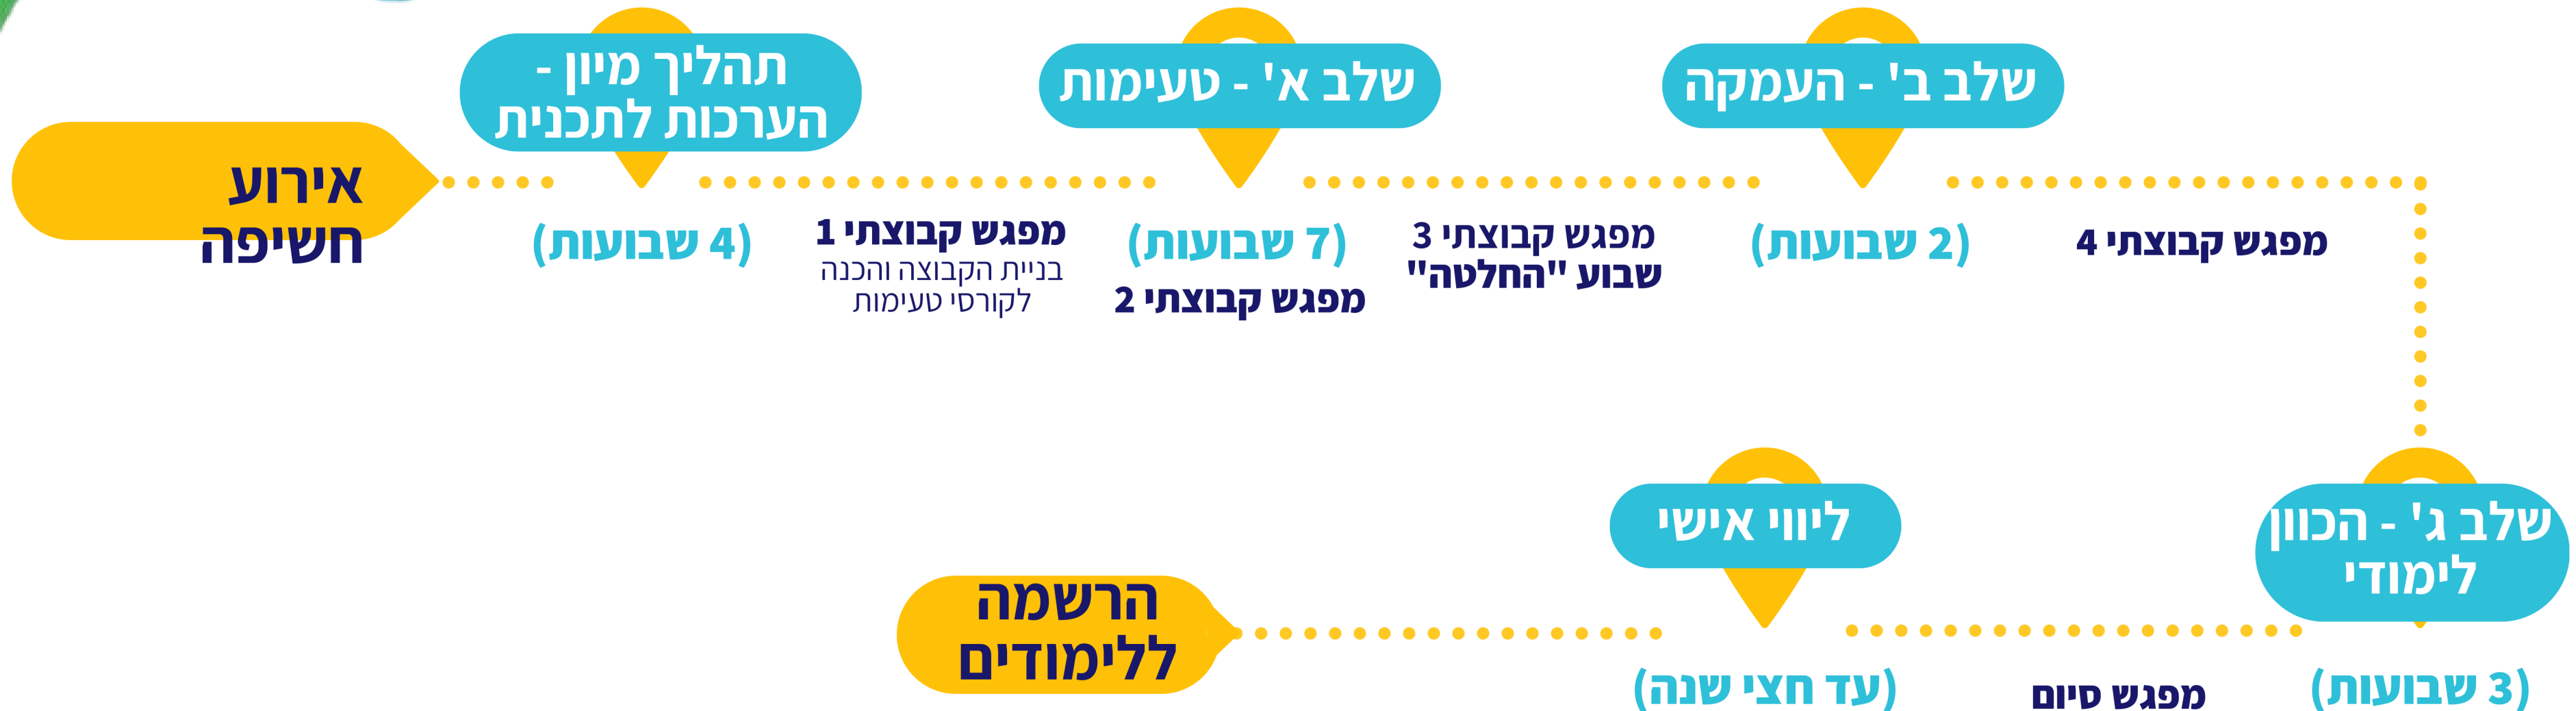 אירוע
חשיפה
תהליך מיון -
הערכות לתכנית
(4 שבועות)
מפגש קבוצתי 1
בניית הקבוצה והכנה
לקורסי טעימות
שלב א' - טעימות
(7 שבועות)
מפגש קבוצתי 2
מפגש קבוצתי 3
שבוע "החלטה"
שלב ב' - העמקה
(2 שבועות)
מפגש קבוצתי 4
שלב ג' - הכוון
לימודי
(3 שבועות)
מפגש סיום
ליווי אישי
(עד חצי שנה)
הרשמה
ללימודים